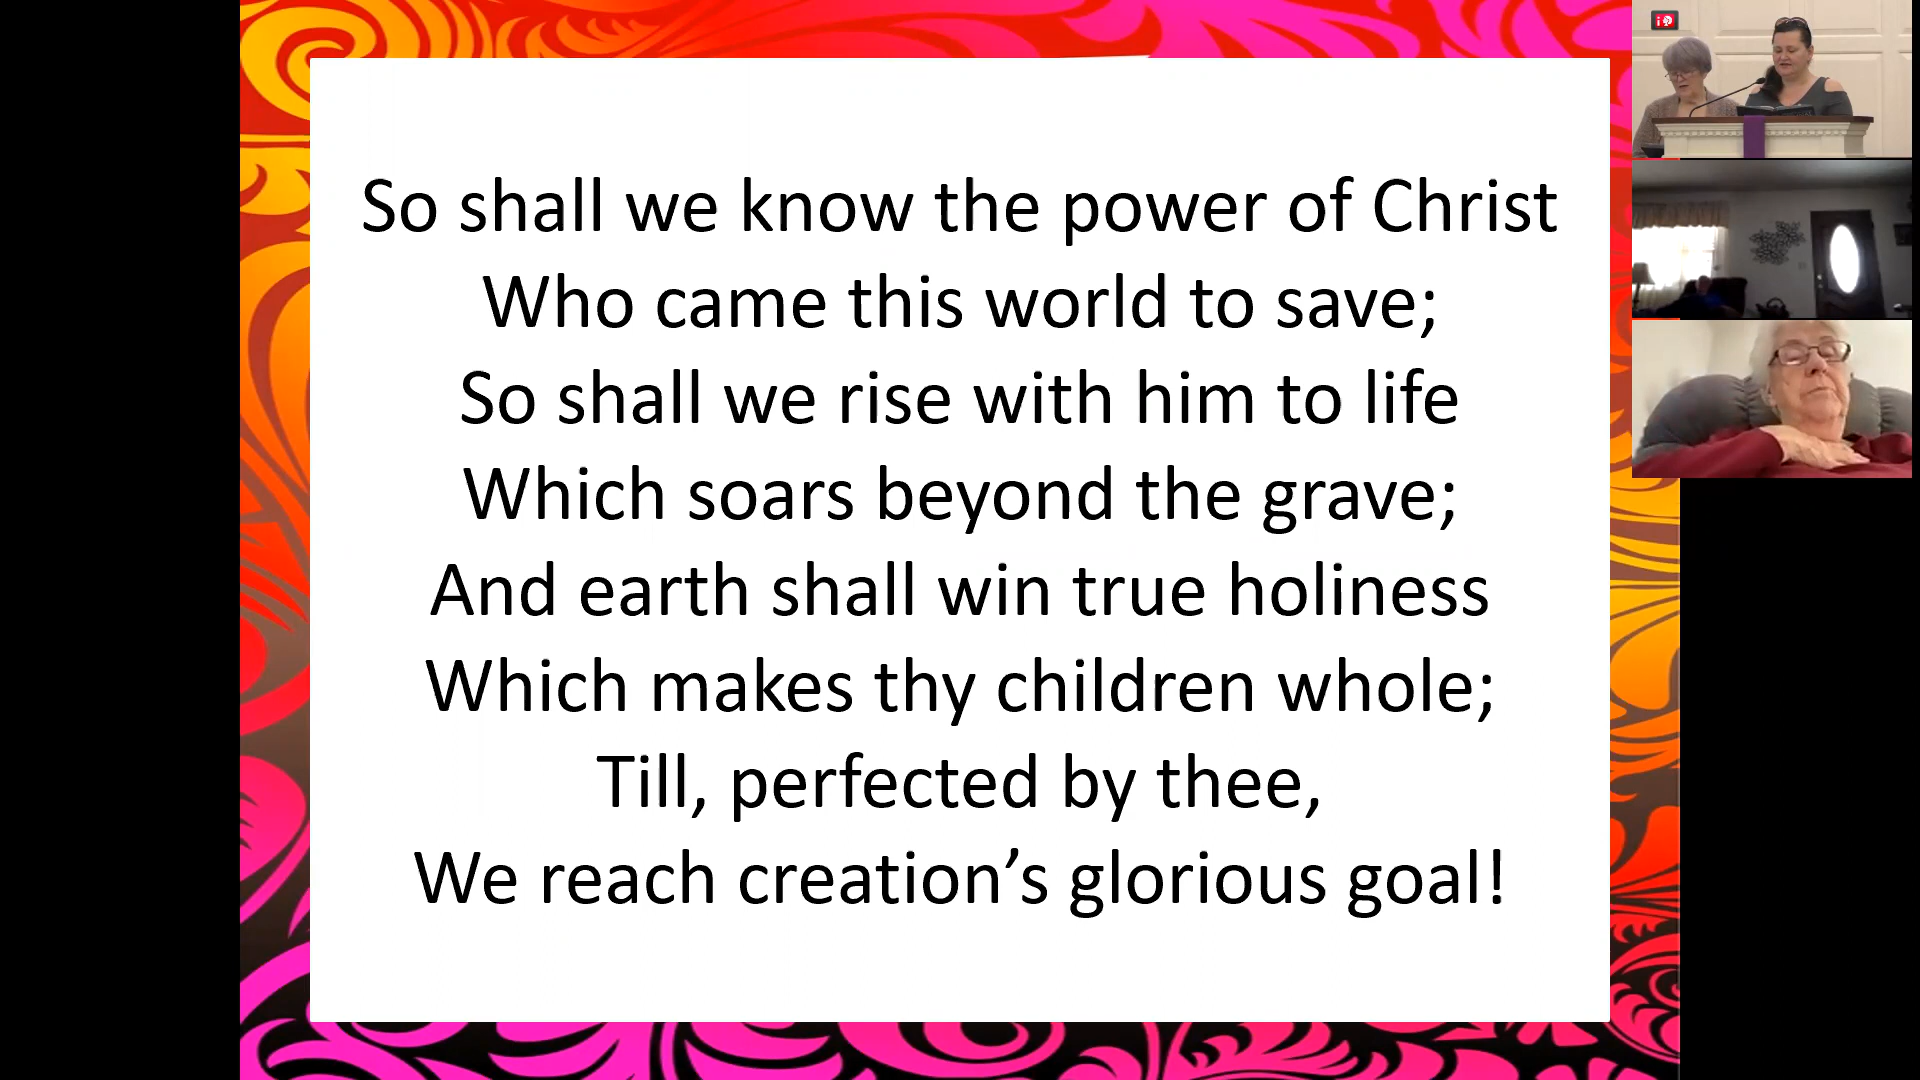 So shall we know the power of Christ
Who came this world to save;
So shall we rise with him to life
Which soars beyond the grave;
And earth shall win true holiness
Which makes thy children whole;
Till, perfected by thee,
We reach creation’s glorious goal!